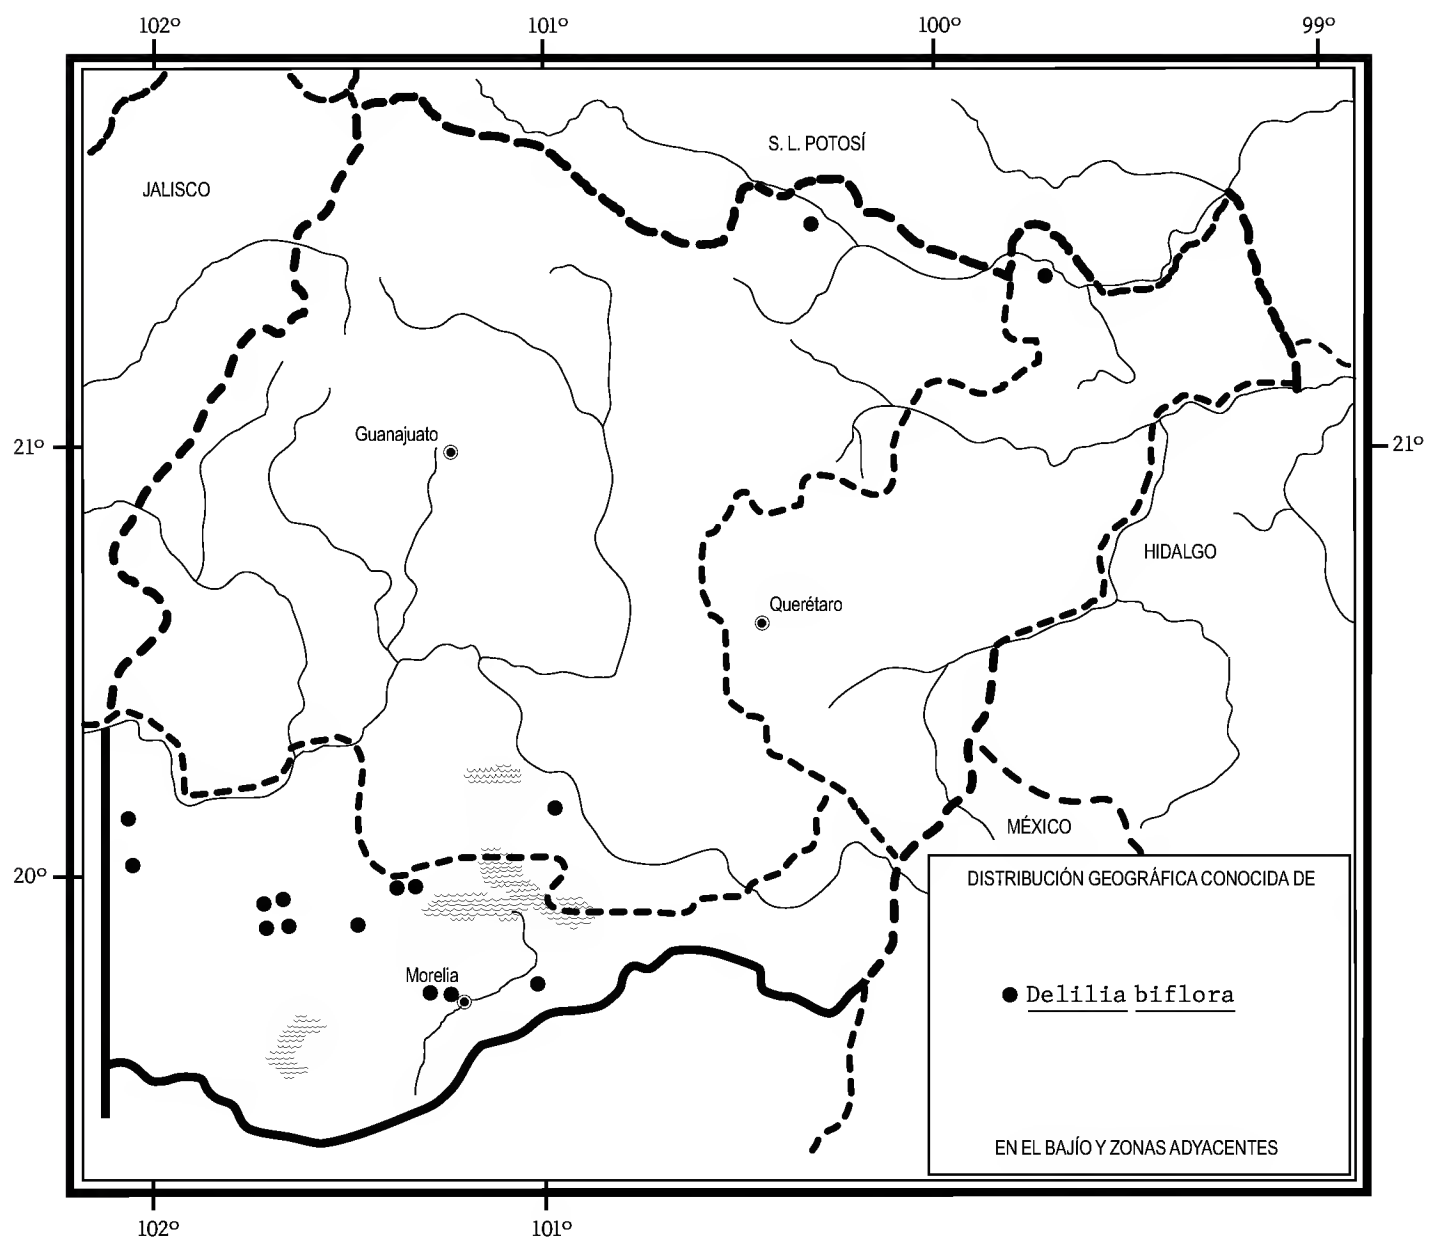 102º 101º 100º 99º
S. L. POTOSÍ
JALISCO
Guanajuato
21º 21º
HIDALGO
Querétaro
MÉXICO
20º
DISTRIBUCIÓN GEOGRÁFICA CONOCIDA DE
Morelia
Delilia biflora
EN EL BAJÍO Y ZONAS ADYACENTES
102º 101º